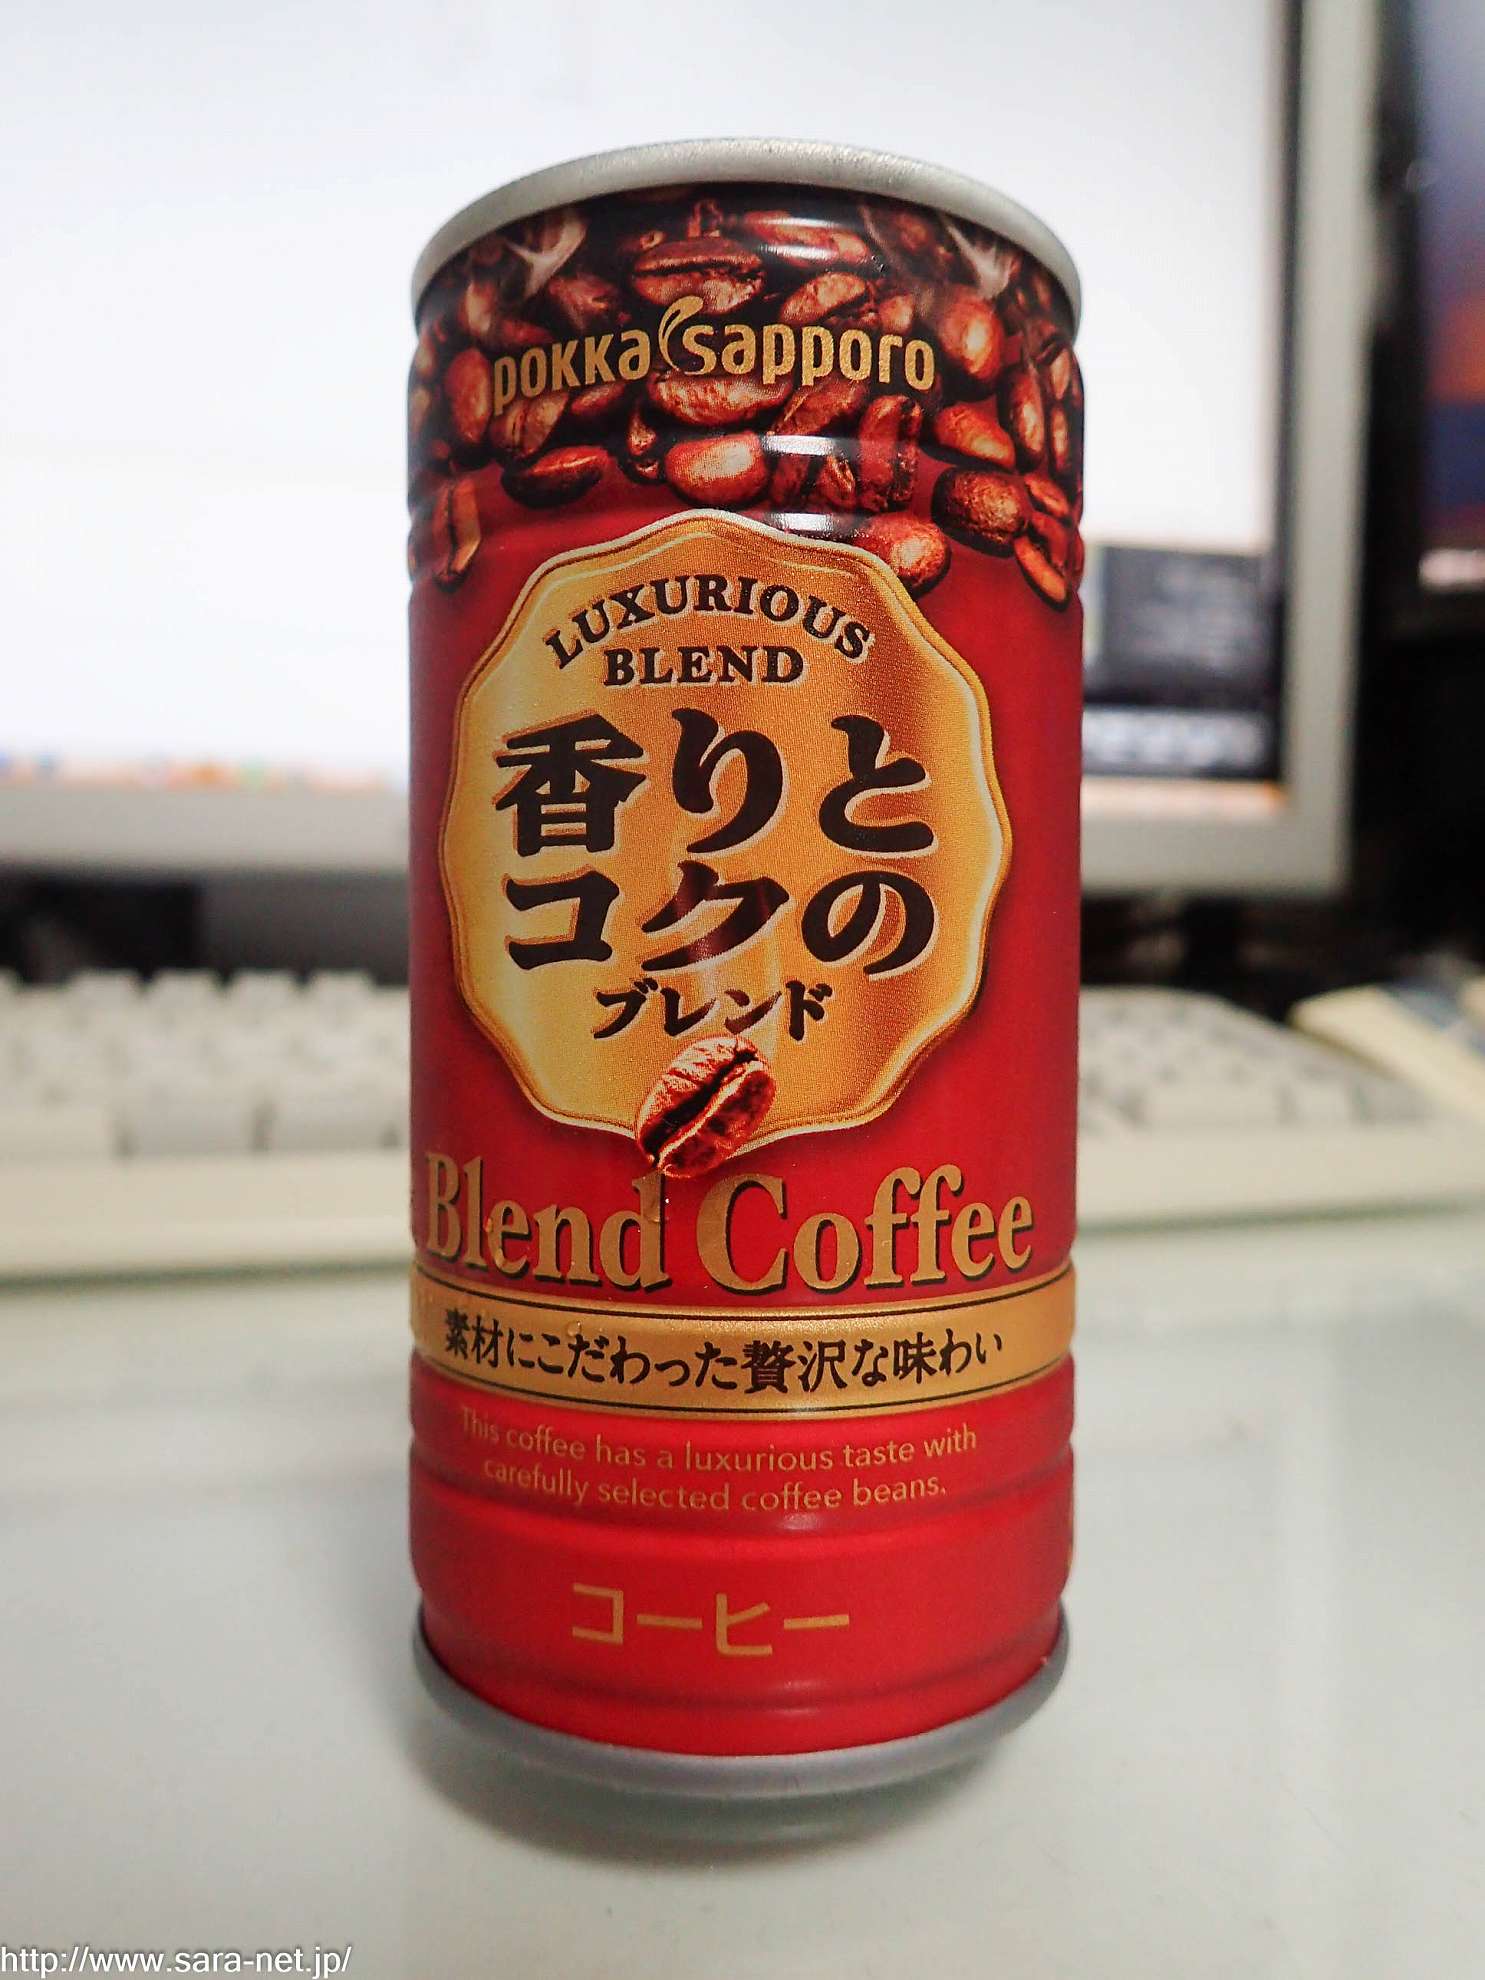 pokka sapporo
LUXURIOUS
BLEND
香りと
コクの
ブレンド
Blend Coffee
素材にこだわった贅沢な味わい
This coffee has a luxurious taste with
carefully selected coffee beans.
コーヒー
http://www.sara-net.jp/